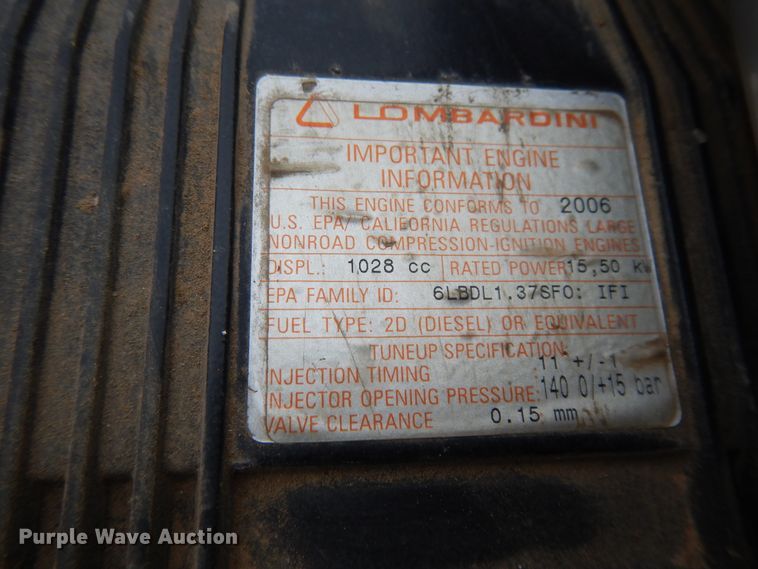 LOMBARDINI
IMPORTANT ENGINE
INFORMATION
THIS ENGINE CONFORMS TO 2006
U.S. EPA/ CALIFORNIA REGULATIONS LARGE
NONROAD COMPRESSION-IGNITION ENGINES
DISPL.: 1028 cc RATED POWER 15,50 kW
EPA FAMILY ID: 6LBDL1.37SF0: IFI
FUEL TYPE: 2D (DIESEL) OR EQUIVALENT
TUNEUP SPECIFICATION
INJECTION TIMING 11°+/-1
INJECTOR OPENING PRESSURE: 140 0/+15 bar
VALVE CLEARANCE 0.15 mm
Purple Wave Auction